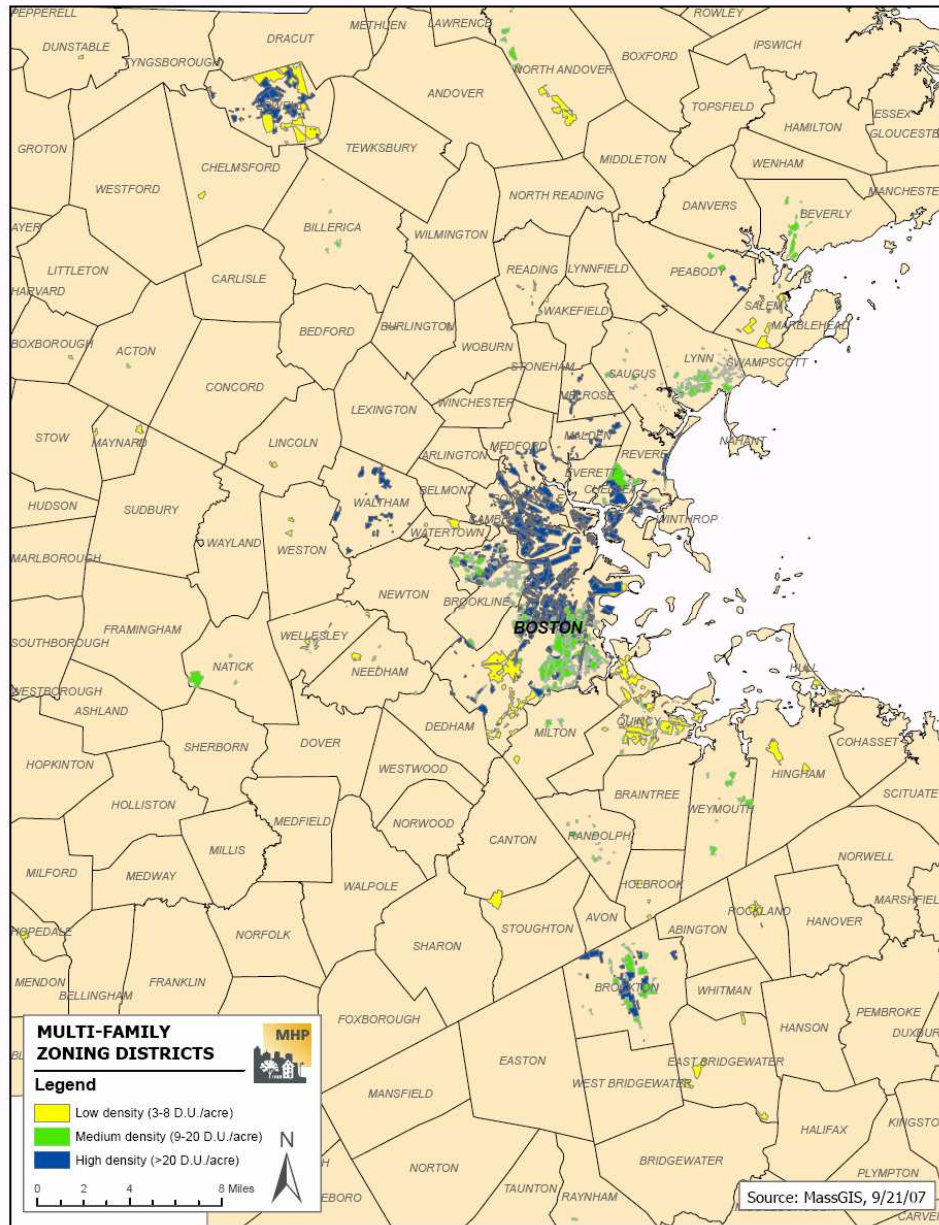 PEPPERELL
DUNSTABLE
TYNGSBOROUGH
DRACUT
METHUEN
LAWRENCE
ROWLEY
IPSWICH
BOXFORD
NORTH ANDOVER
ANDOVER
TOPSFIELD
ESSEX
GLOUCESTE
HAMILTON
GROTON
WESTFORD
CHELMSFORD
TEWKSBURY
MIDDLETON
WENHAM
MANCHESTER
NORTH READING
DANVERS
BEVERLY
AYER
BILLERICA
WILMINGTON
LITTLETON
HARVARD
CARLISLE
READING
LYNNFIELD
PEABODY
SALEM
MARBLEHEAD
BEDFORD
BURLINGTON
WAKEFIELD
BOXBOROUGH
ACTON
WOBURN
STONEHAM
SAUGUS
LYNN
SWAMPSCOTT
CONCORD
LEXINGTON
WINCHESTER
MELROSE
STOW
MAYNARD
LINCOLN
ARLINGTON
MEDFORD
MALDEN
REVERE
NAHANT
HUDSON
SUDBURY
WALTHAM
BELMONT
EVERETT
WAYLAND
WESTON
WATERTOWN
WINTHROP
MARLBOROUGH
NEWTON
BROOKLINE
BOSTON
SOUTHBOROUGH
FRAMINGHAM
WELLESLEY
NATICK
NEEDHAM
HULL
WESTBOROUGH
ASHLAND
DEDHAM
MILTON
QUINCY
COHASSET
SHERBORN
DOVER
HINGHAM
HOPKINTON
WESTWOOD
BRAINTREE
WEYMOUTH
SCITUATE
HOLLISTON
MEDFIELD
NORWOOD
CANTON
RANDOLPH
MILLIS
NORWELL
MILFORD
MEDWAY
WALPOLE
HOLBROOK
MARSHFIEL
HOPEDALE
NORFOLK
SHARON
STOUGHTON
AVON
ROCKLAND
HANOVER
ABINGTON
MENDON
BELLINGHAM
FRANKLIN
BROCKTON
WHITMAN
PEMBROKE
FOXBOROUGH
HANSON
DUXBUR
EASTON
EAST BRIDGEWATER
WEST BRIDGEWATER
MANSFIELD
HALIFAX
KINGSTO
BRIDGEWATER
NORTON
PLYMPTON
TAUNTON
RAYNHAM
CARVE
MULTI-FAMILY
ZONING DISTRICTS
MHP
Legend
Low density (3-8 D.U./acre)
Medium density (9-20 D.U./acre)
High density (>20 D.U./acre)
N
0 2 4 8 Miles
Source: MassGIS, 9/21/07